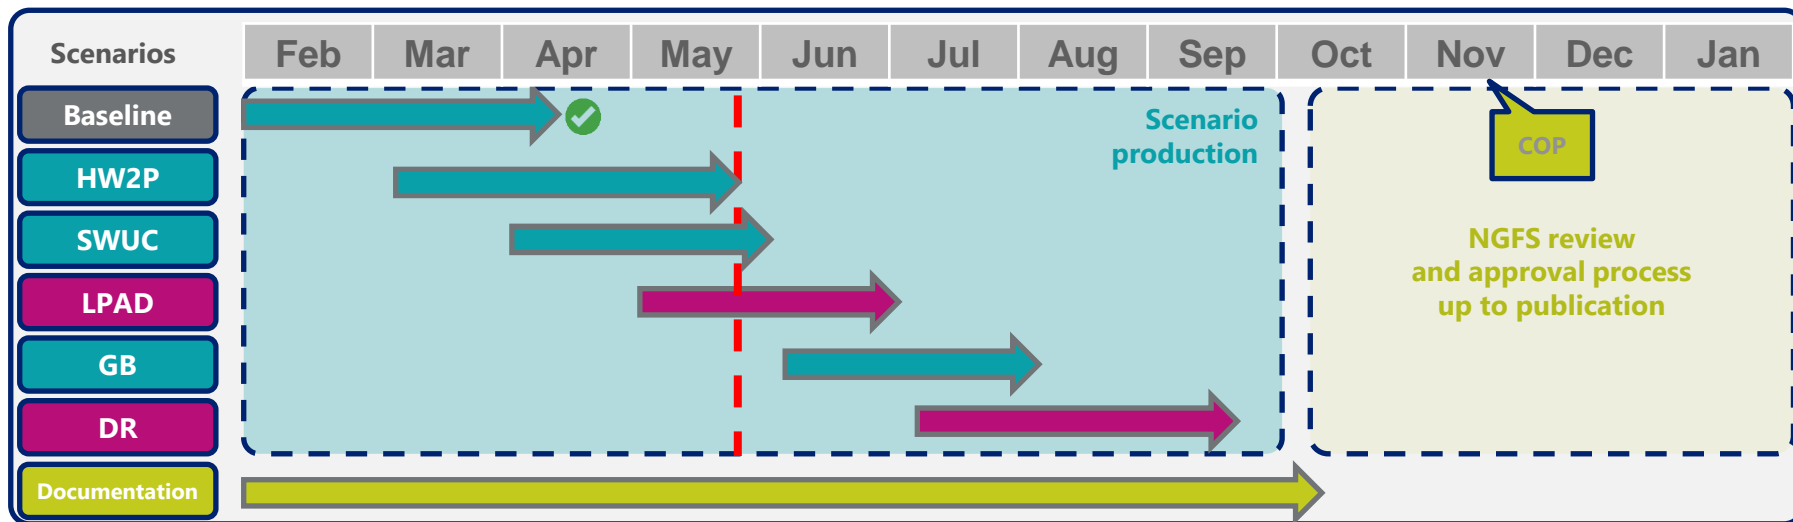 Scenarios Feb Mar Apr May Jun Jul Aug Sep Oct Nov Dec Jan
Baseline
HW2P
SWUC
LPAD
GB
DR
Documentation
Scenario
production
COP
NGFS review
and approval process
up to publication